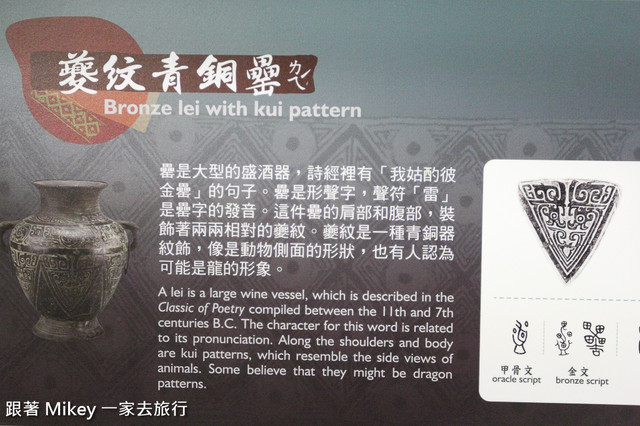 夔紋青銅罍 ㄌㄟˊ
Bronze lei with kui pattern
罍是大型的盛酒器，詩經裡有「我姑酌彼
金罍」的句子。罍是形聲字，聲符「雷」
是罍字的發音。這件罍的肩部和腹部，裝
飾著兩兩相對的夔紋。夔紋是一種青銅器
紋飾，像是動物側面的形狀，也有人認為
可能是龍的形象。
A lei is a large wine vessel, which is described in the
Classic of Poetry compiled between the 11th and 7th
centuries B.C. The character for this word is related
to its pronunciation. Along the shoulders and body
are kui patterns, which resemble the side views of
animals. Some believe that they might be dragon
patterns.
甲骨文
oracle script
金文
bronze script
跟著 Mikey 一家去旅行